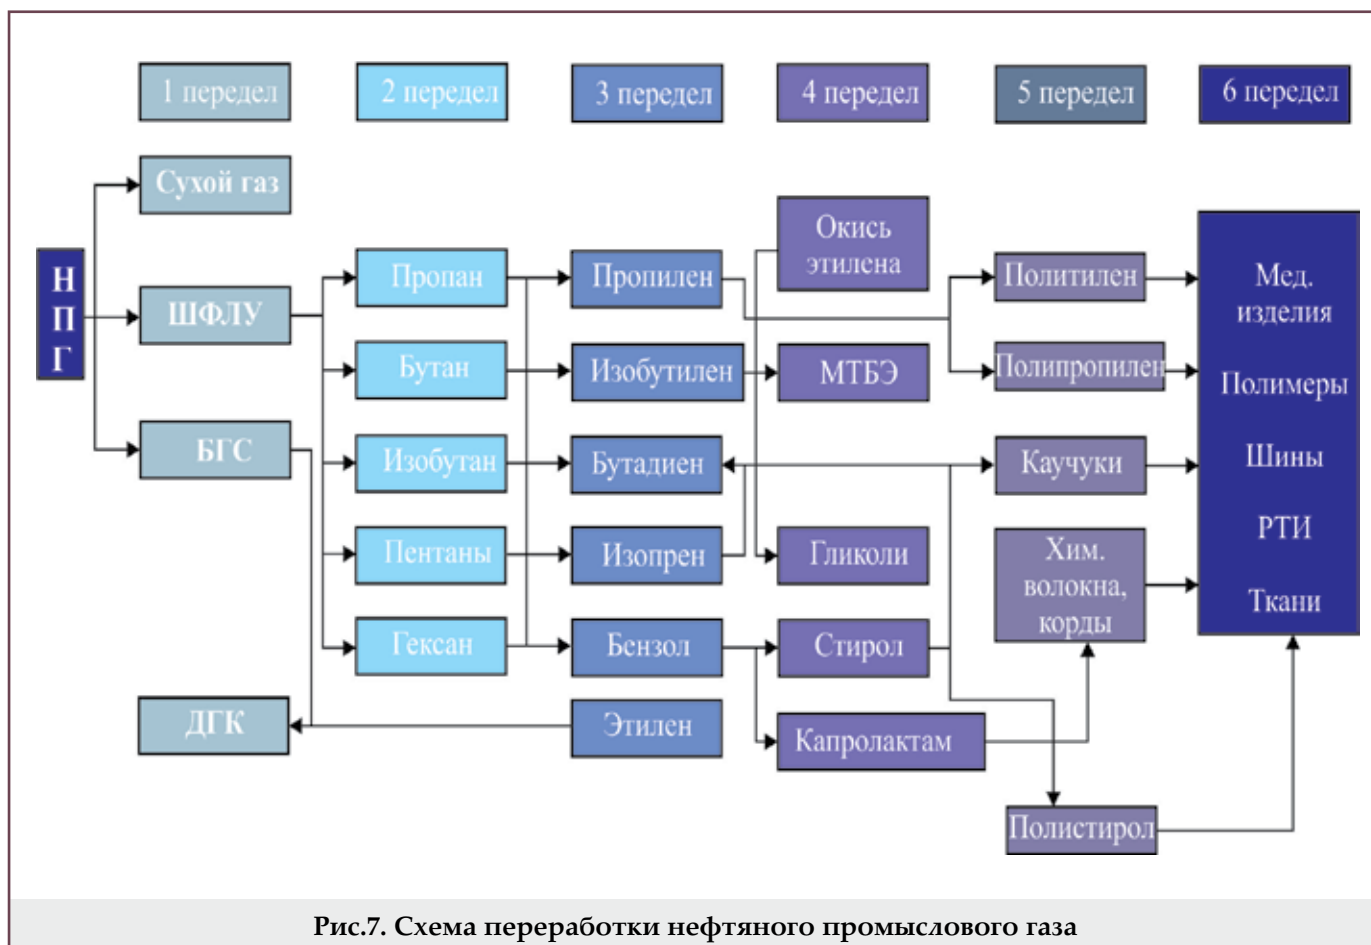 1 передел
2 передел
3 передел
4 передел
5 передел
6 передел
Н
П
Г
Сухой газ
ШФЛУ
БГС
ДГК
Пропан
Бутан
Изобутан
Пентаны
Гексан
Пропилен
Изобутилен
Бутадиен
Изопрен
Бензол
Этилен
Окись
этилена
МТБЭ
Гликоли
Стирол
Капролактам
Политилен
Полипропилен
Каучуки
Хим.
волокна,
корды
Полистирол
Мед.
изделия
Полимеры
Шины
РТИ
Ткани
Рис.7. Схема переработки нефтяного промыслового газа